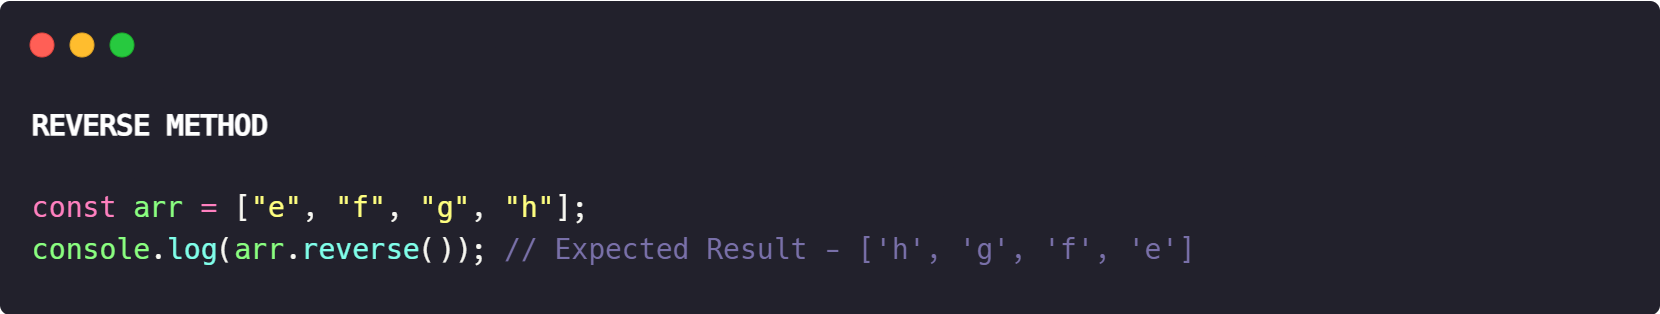 REVERSE METHOD
const arr = ["e", "f", "g", "h"];
console.log(arr.reverse()); // Expected Result - ['h', 'g', 'f', 'e']